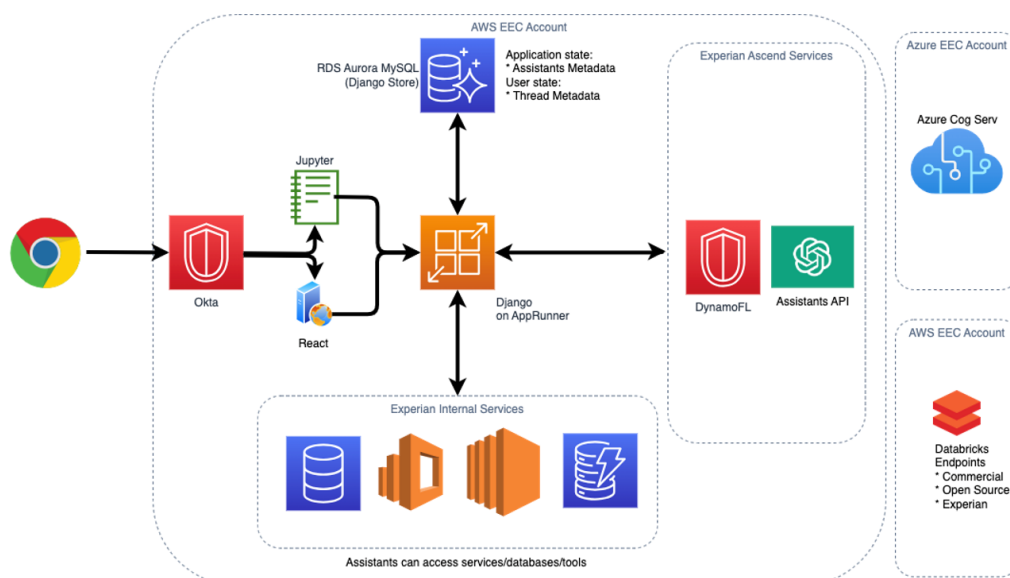 AWS EEC Account
RDS Aurora MySQL
(Django Store)
Application state:
* Assistants Metadata
User state:
* Thread Metadata
Experian Ascend Services
Azure EEC Account
Azure Cog Serv
Jupyter
Okta
React
Django
on AppRunner
DynamoFL
Assistants API
AWS EEC Account
Databricks
Endpoints
* Commercial
* Open Source
* Experian
Experian Internal Services
Assistants can access services/databases/tools